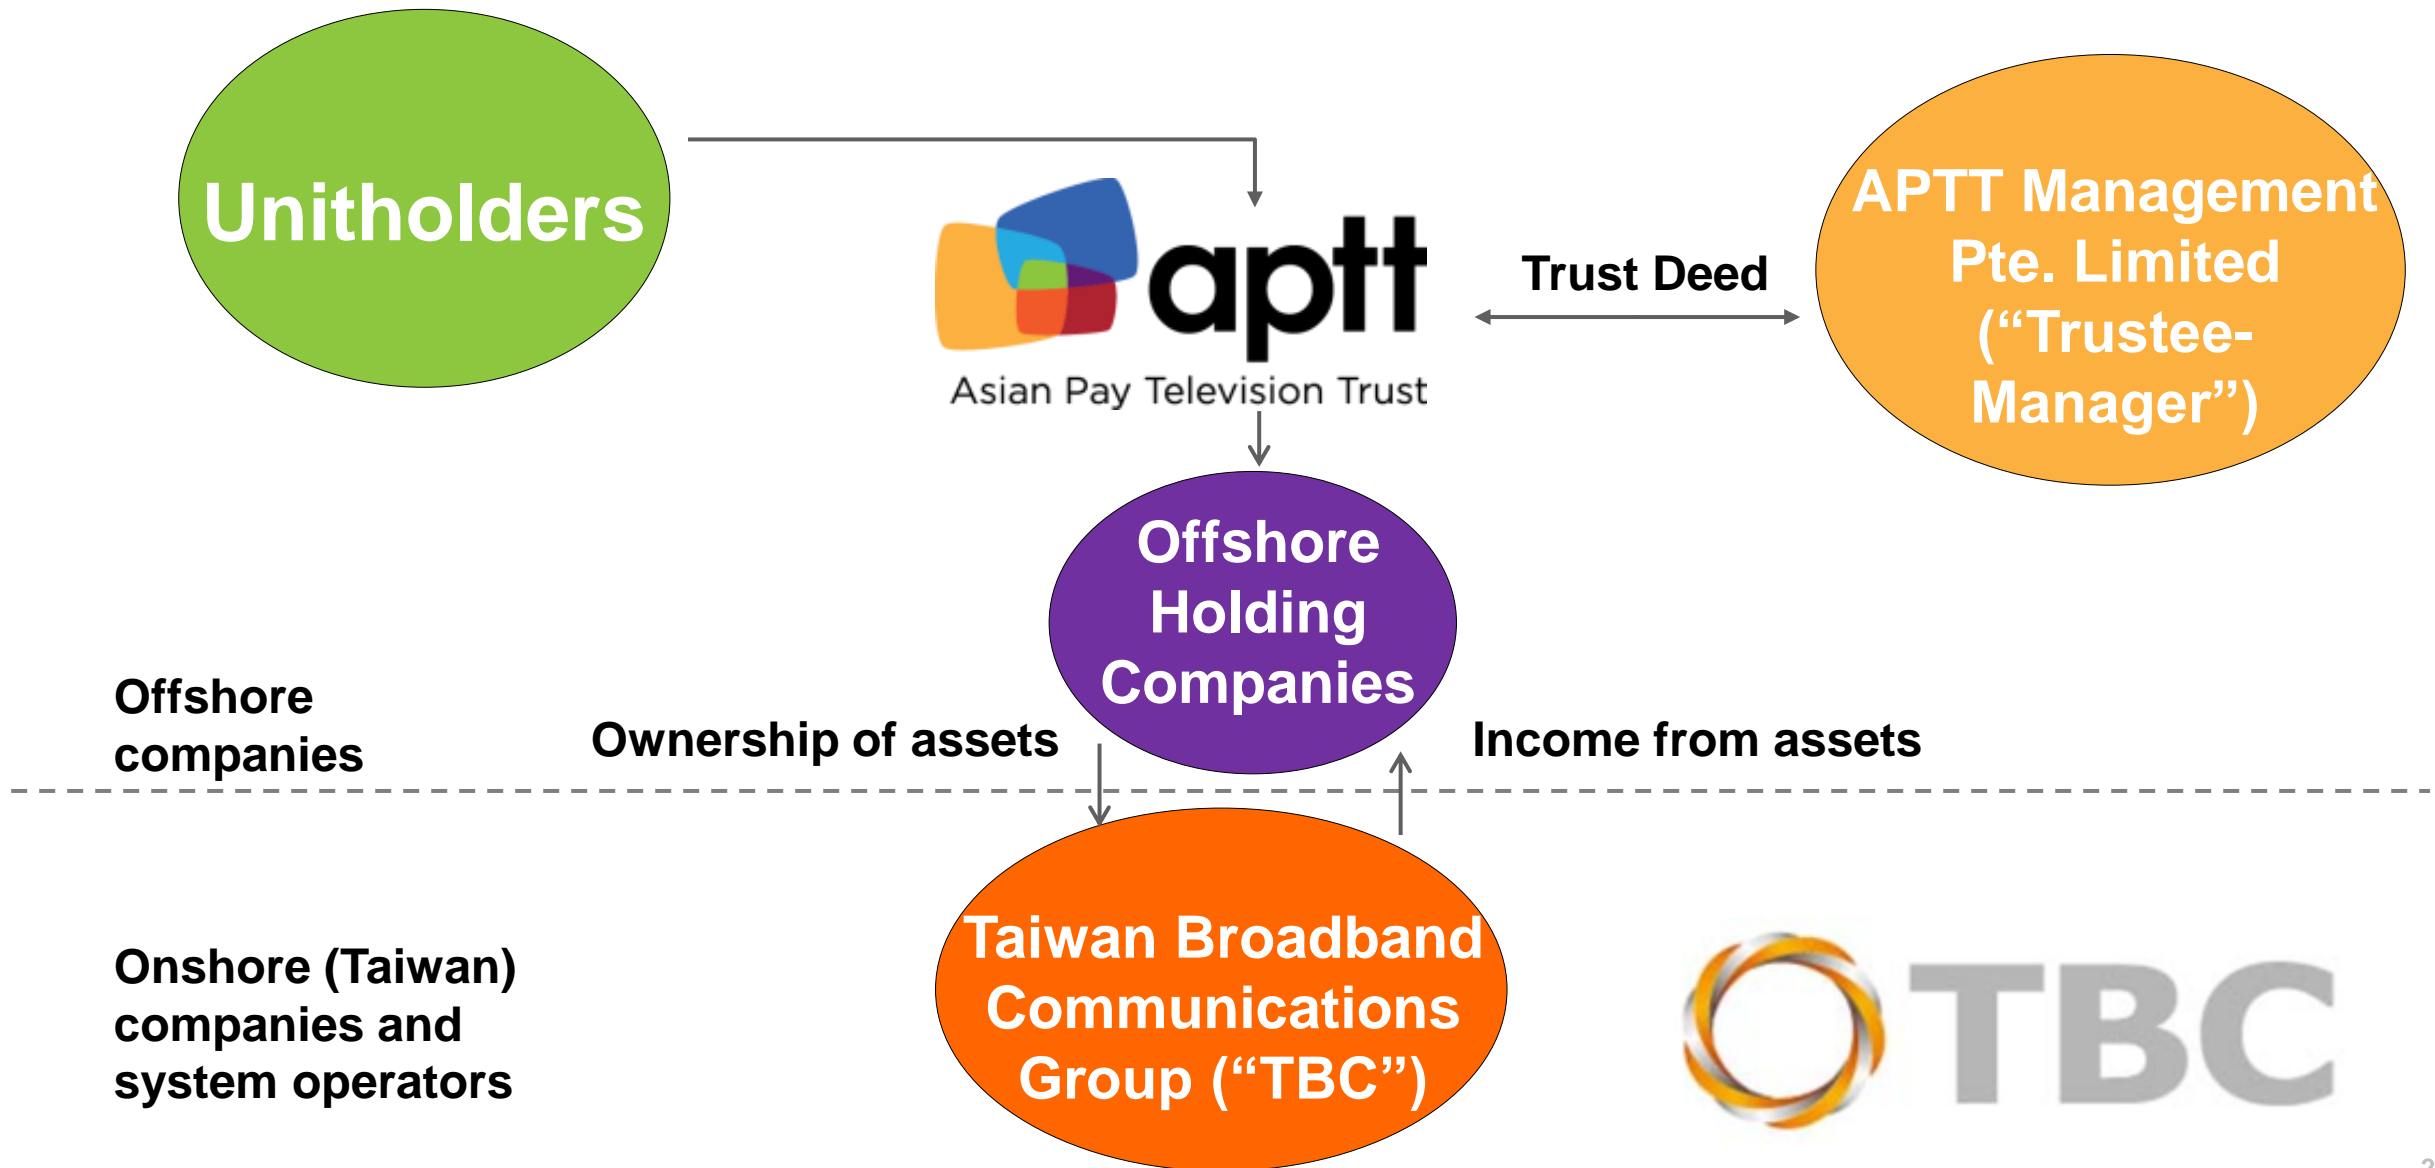 Unitholders
aptt
Asian Pay Television Trust
Trust Deed
APTT Management
Pte. Limited
(“Trustee-
Manager”)
Offshore
Holding
Companies
Offshore
companies
Ownership of assets
Income from assets
Onshore (Taiwan)
companies and
system operators
Taiwan Broadband
Communications
Group (“TBC”)
TBC